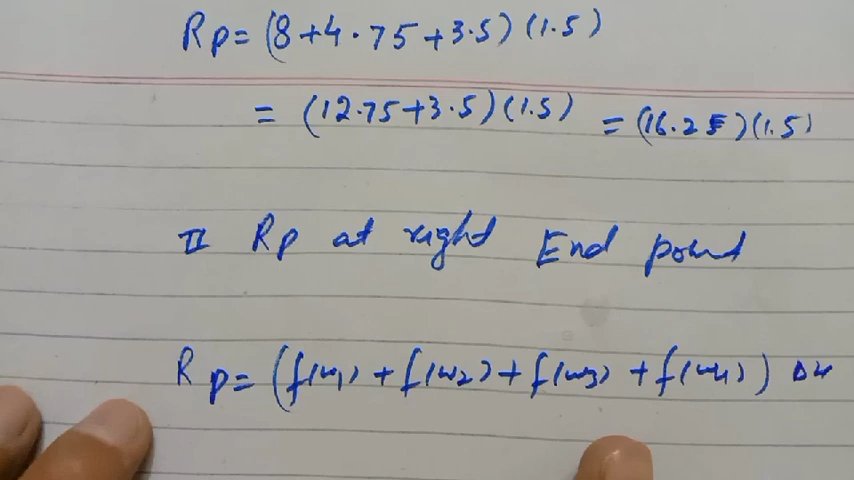 Rp = (8+4.75+3.5)(1.5)
= (12.75+3.5)(1.5) = (16.25)(1.5)
II Rp at right End point
Rp = (f(w1) + f(w2) + f(w3) + f(w4)) Δx